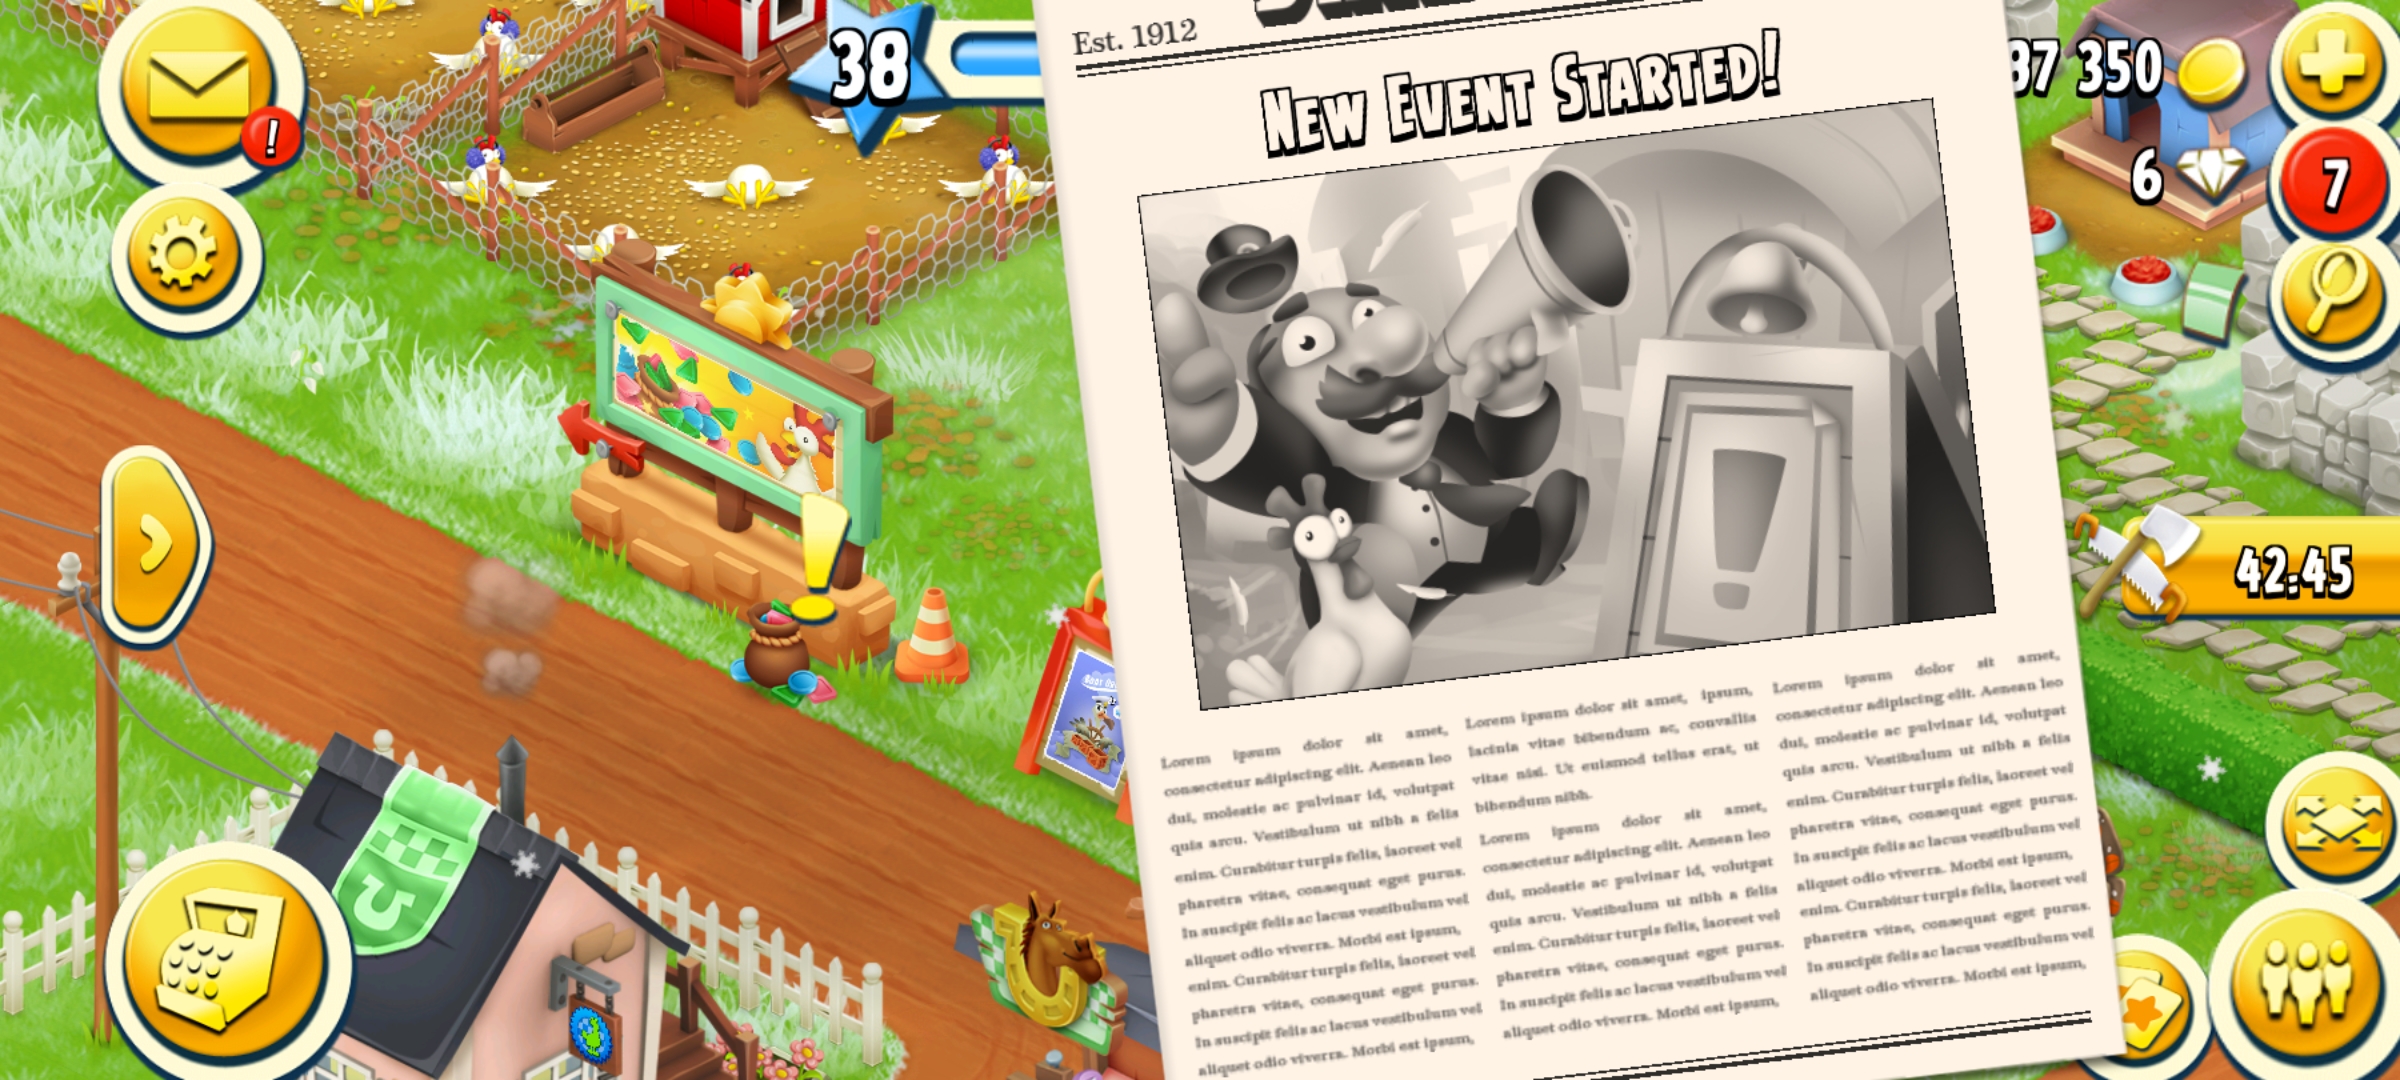 38
87 350
6
7
42:45
!
Est. 1912
NEW EVENT STARTED!
Lorem ipsum dolor sit amet,
consectetur adipiscing elit. Aenean leo
dui, molestie ac pulvinar id, volutpat
quis arcu. Vestibulum ut nibh a felis
enim. Curabitur turpis felis, laoreet vel
pharetra vitae, consequat eget purus.
In suscipit felis ac lacus vestibulum vel
aliquet odio viverra. Morbi est ipsum,
enim. Curabitur turpis felis, laoreet vel
pharetra vitae, consequat eget purus.
In suscipit felis ac lacus vestibulum vel
aliquet odio viverra. Morbi est ipsum,
Lorem ipsum dolor sit amet, ipsum,
lacinia vitae bibendum ac, convallis
vitae nisi. Ut euismod tellus erat, ut
bibendum nibh.
Lorem ipsum dolor sit amet,
consectetur adipiscing elit. Aenean leo
dui, molestie ac pulvinar id, volutpat
quis arcu. Vestibulum ut nibh a felis
enim. Curabitur turpis felis, laoreet vel
pharetra vitae, consequat eget purus.
In suscipit felis ac lacus vestibulum vel
aliquet odio viverra. Morbi est ipsum,
Lorem ipsum dolor sit amet,
consectetur adipiscing elit. Aenean leo
dui, molestie ac pulvinar id, volutpat
quis arcu. Vestibulum ut nibh a felis
enim. Curabitur turpis felis, laoreet vel
pharetra vitae, consequat eget purus.
In suscipit felis ac lacus vestibulum vel
aliquet odio viverra. Morbi est ipsum,
enim. Curabitur turpis felis, laoreet vel
pharetra vitae, consequat eget purus.
In suscipit felis ac lacus vestibulum vel
aliquet odio viverra. Morbi est ipsum,